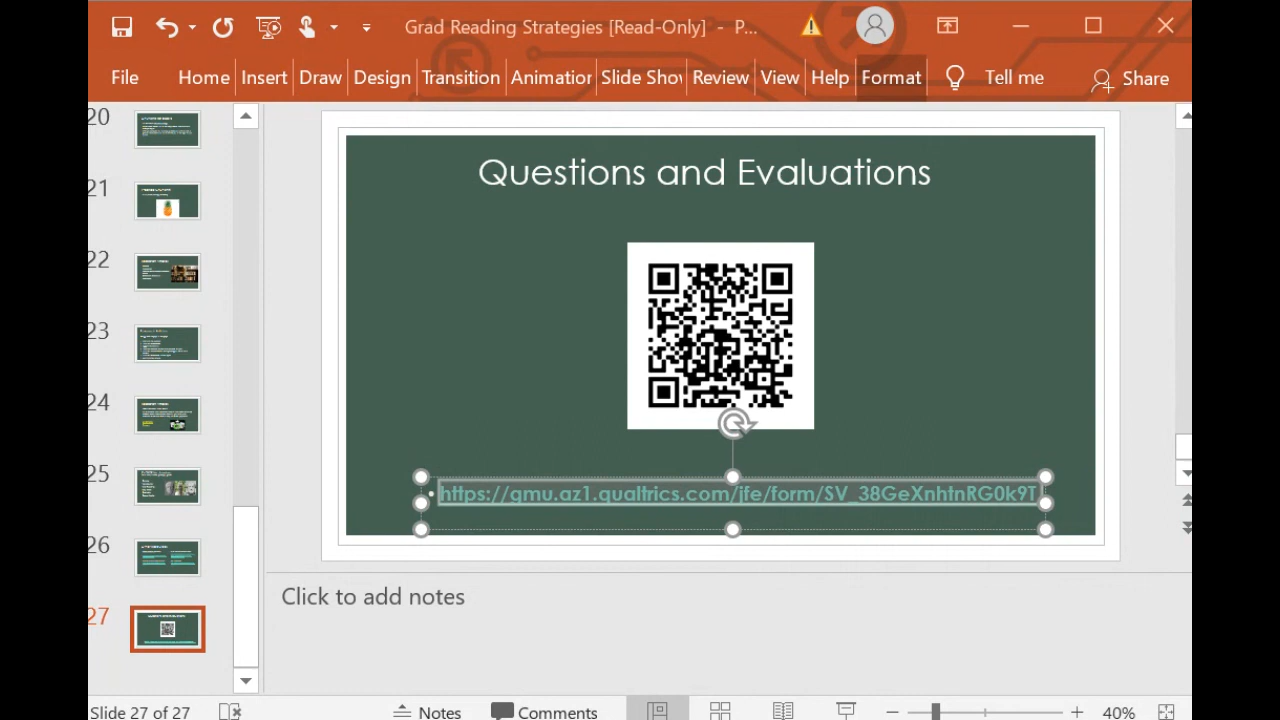 Grad Reading Strategies [Read-Only] - P...
File Home Insert Draw Design Transition Animation Slide Show Review View Help Format Tell me Share
20
21
22
23
24
25
26
27
Questions and Evaluations
https://gmu.az1.qualtrics.com/jfe/form/SV_38GeXnhtnRG0k9T
Click to add notes
Slide 27 of 27 Notes Comments 40%